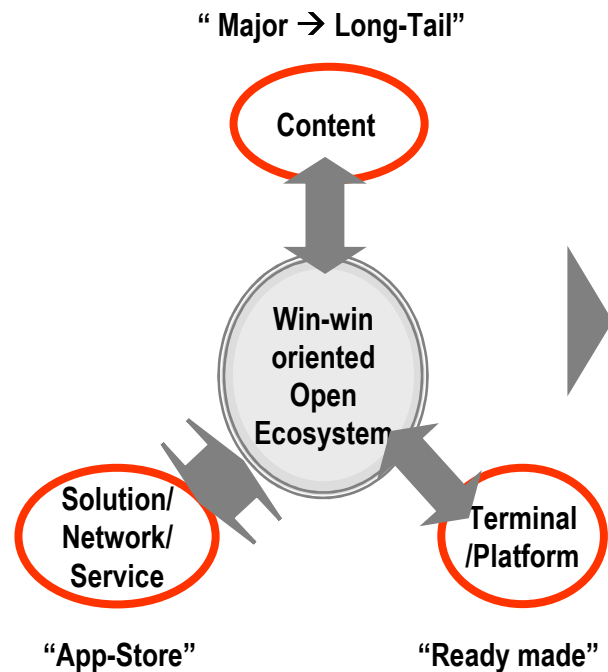 “ Major → Long-Tail”
Content
Win-win
oriented
Open
Ecosystem
Solution/
Network/
Service
Terminal
/Platform
“App-Store”
“Ready made”